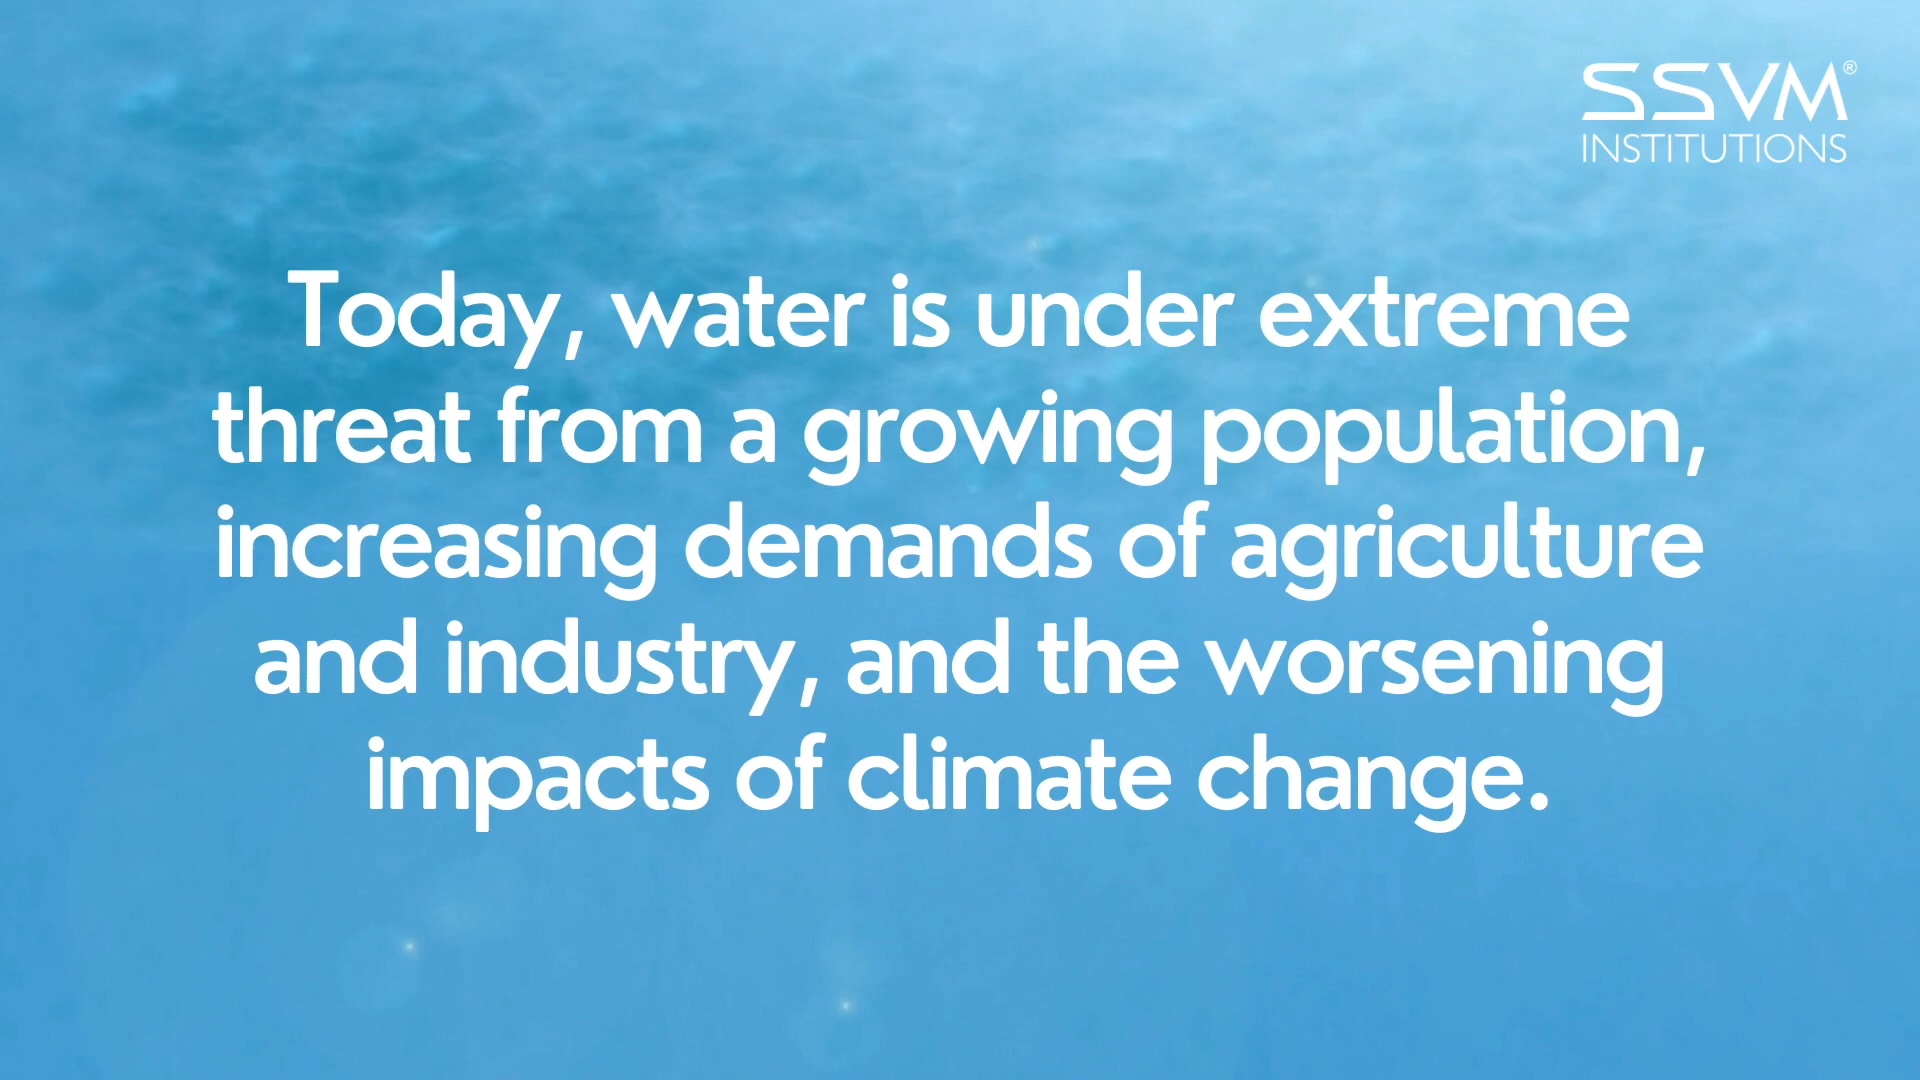 SSVM®
INSTITUTIONS
Today, water is under extreme
threat from a growing population,
increasing demands of agriculture
and industry, and the worsening
impacts of climate change.